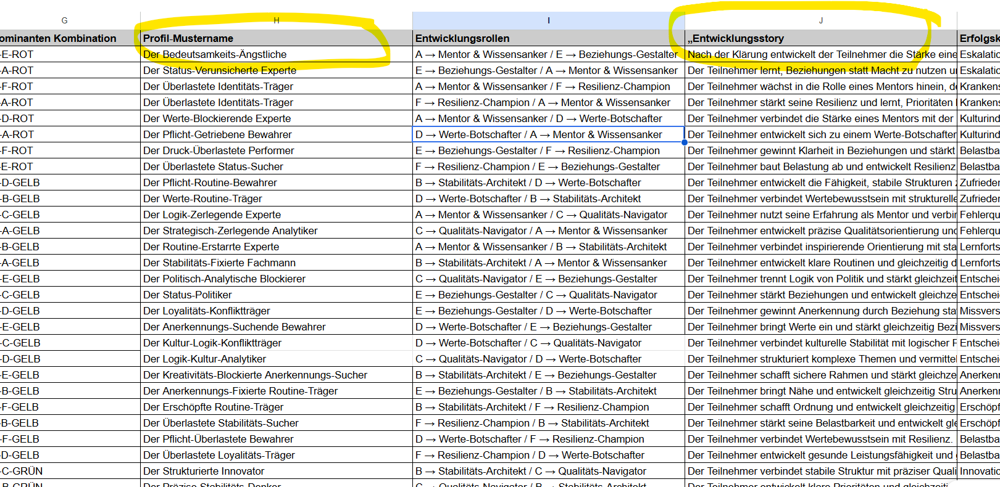 G H I J
ominanten Kombination Profil-Mustername Entwicklungsrollen „Entwicklungsstory Erfolgsk
-E-ROT Der Bedeutsamkeits-Ängstliche A → Mentor & Wissensanker / E → Beziehungs-Gestalter Nach der Klärung entwickelt der Teilnehmer die Stärke eine Eskalatio
-A-ROT Der Status-Verunsicherte Experte E → Beziehungs-Gestalter / A → Mentor & Wissensanker Der Teilnehmer lernt, Beziehungen statt Macht zu nutzen u Eskalatio
-F-ROT Der Überlastete Identitäts-Träger A → Mentor & Wissensanker / F → Resilienz-Champion Der Teilnehmer wächst in die Rolle eines Mentors hinein, de Krankens
-A-ROT Der Überlastete Identitäts-Träger F → Resilienz-Champion / A → Mentor & Wissensanker Der Teilnehmer stärkt seine Resilienz und lernt, Prioritäten Krankens
-D-ROT Der Werte-Blockierende Experte A → Mentor & Wissensanker / D → Werte-Botschafter Der Teilnehmer verbindet die Stärke eines Mentors mit der Kulturind
-A-ROT Der Pflicht-Getriebene Bewahrer D → Werte-Botschafter / A → Mentor & Wissensanker Der Teilnehmer entwickelt sich zu einem Werte-Botschafter Kulturind
-F-ROT Der Druck-Überlastete Performer E → Beziehungs-Gestalter / F → Resilienz-Champion Der Teilnehmer gewinnt Klarheit in Beziehungen und stärkt Belastba
-E-ROT Der Überlastete Status-Sucher F → Resilienz-Champion / E → Beziehungs-Gestalter Der Teilnehmer baut Belastung ab und entwickelt Resilienz Belastba
-D-GELB Der Pflicht-Routine-Bewahrer B → Stabilitäts-Architekt / D → Werte-Botschafter Der Teilnehmer entwickelt die Fähigkeit, stabile Strukturen z Zufrieden
-B-GELB Der Werte-Routine-Träger D → Werte-Botschafter / B → Stabilitäts-Architekt Der Teilnehmer verbindet Wertebewusstsein mit strukturelle Zufrieden
-C-GELB Der Logik-Zerlegende Experte A → Mentor & Wissensanker / C → Qualitäts-Navigator Der Teilnehmer nutzt seine Erfahrung als Mentor und verbin Fehlerqu
-A-GELB Der Strategisch-Zerlegende Analytiker C → Qualitäts-Navigator / A → Mentor & Wissensanker Der Teilnehmer entwickelt präzise Qualitätsorientierung und Fehlerqu
-B-GELB Der Routine-Erstarrte Experte A → Mentor & Wissensanker / B → Stabilitäts-Architekt Der Teilnehmer verbindet inspirierende Orientierung mit sta Lernforts
-A-GELB Der Stabilitäts-Fixierte Fachmann B → Stabilitäts-Architekt / A → Mentor & Wissensanker Der Teilnehmer entwickelt klare Routinen und gleichzeitig d Lernforts
-E-GELB Der Politisch-Analytische Blockierer C → Qualitäts-Navigator / E → Beziehungs-Gestalter Der Teilnehmer trennt Logik von Politik und stärkt gleichzeit Entschei
-C-GELB Der Status-Politiker E → Beziehungs-Gestalter / C → Qualitäts-Navigator Der Teilnehmer stärkt Beziehungen und entwickelt gleichze Entschei
-D-GELB Der Loyalitäts-Konfliktträger E → Beziehungs-Gestalter / D → Werte-Botschafter Der Teilnehmer gewinnt Anerkennung durch Beziehung sta Missvers
-E-GELB Der Anerkennungs-Suchende Bewahrer D → Werte-Botschafter / E → Beziehungs-Gestalter Der Teilnehmer bringt Werte ein und stärkt gleichzeitig Bezi Missvers
-C-GELB Der Kultur-Logik-Konfliktträger D → Werte-Botschafter / C → Qualitäts-Navigator Der Teilnehmer verbindet kulturelle Stabilität mit logischer F Entschei
-D-GELB Der Logik-Kultur-Analytiker C → Qualitäts-Navigator / D → Werte-Botschafter Der Teilnehmer strukturiert komplexe Themen und vermittel Entschei
-E-GELB Der Kreativitäts-Blockierte Anerkennungs-Sucher B → Stabilitäts-Architekt / E → Beziehungs-Gestalter Der Teilnehmer schafft sichere Rahmen und stärkt gleichze Anerkenn
-B-GELB Der Anerkennungs-Fixierte Routine-Träger E → Beziehungs-Gestalter / B → Stabilitäts-Architekt Der Teilnehmer bringt Nähe und entwickelt gleichzeitig Stru Anerkenn
-F-GELB Der Erschöpfte Routine-Träger B → Stabilitäts-Architekt / F → Resilienz-Champion Der Teilnehmer schafft Ordnung und entwickelt gleichzeitig Erschöpf
-B-GELB Der Überlastete Stabilitäts-Sucher F → Resilienz-Champion / B → Stabilitäts-Architekt Der Teilnehmer stärkt seine Belastbarkeit und entwickelt gle Erschöpf
-F-GELB Der Pflicht-Überlastete Bewahrer D → Werte-Botschafter / F → Resilienz-Champion Der Teilnehmer verbindet Wertebewusstsein mit Resilienz. Belastba
-D-GELB Der Überlastete Loyalitäts-Träger F → Resilienz-Champion / D → Werte-Botschafter Der Teilnehmer entwickelt gesunde Leistungsfähigkeit und Belastba
-C-GRÜN Der Strukturierte Innovator B → Stabilitäts-Architekt / C → Qualitäts-Navigator Der Teilnehmer verbindet stabile Struktur mit präziser Quali Innovatio
-B-GRÜN Der Präzise Stabilitäts-Denker C → Qualitäts-Navigator / B → Stabilitäts-Architekt Der Teilnehmer entwickelt klare Prioritäten und gleichzeiti